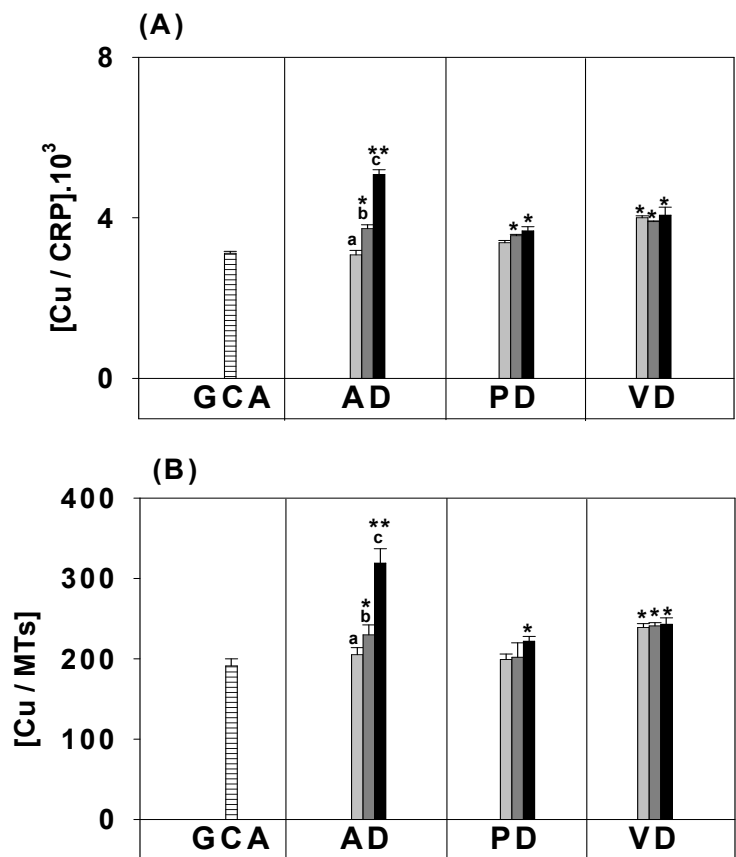 (A)
8
4
0
[Cu / CRP].10³
a
*
b
**
c
* *
* * *
GCA AD PD VD
(B)
400
300
200
100
0
[Cu / MTs]
a
*
b
**
c
*
* * *
GCA AD PD VD